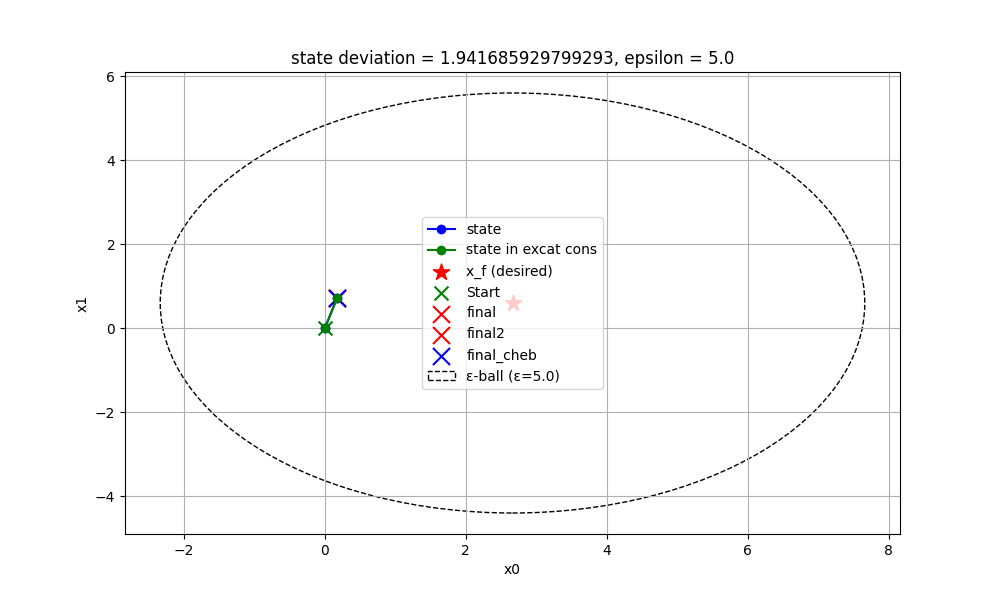 state deviation = 1.941685929799293, epsilon = 5.0
6
4
2
0
−2
−4
x1
state
state in excat cons
x_f (desired)
Start
final
final2
final_cheb
ε-ball (ε=5.0)
−2
0
2
4
6
8
x0